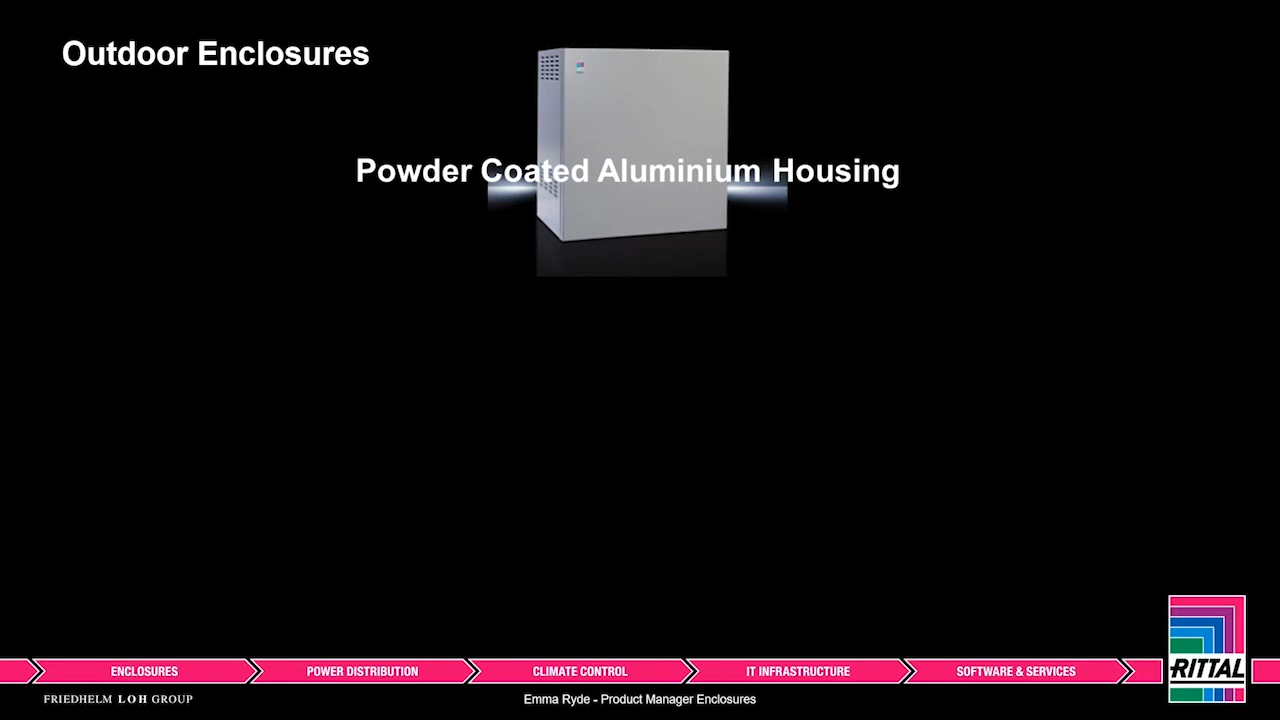 Outdoor Enclosures
Powder Coated Aluminium Housing
ENCLOSURES
POWER DISTRIBUTION
CLIMATE CONTROL
IT INFRASTRUCTURE
SOFTWARE & SERVICES
RITTAL
FRIEDHELM LOH GROUP
Emma Ryde - Product Manager Enclosures